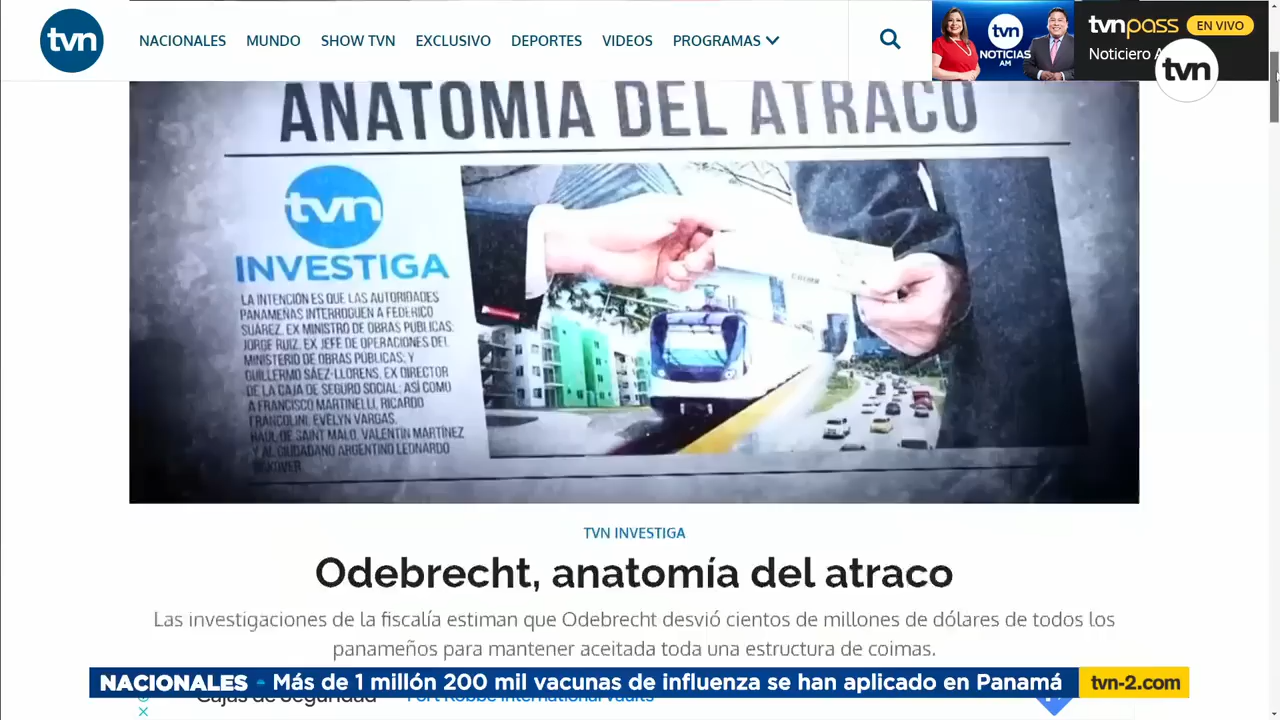 tvn
NACIONALES
MUNDO
SHOW TVN
EXCLUSIVO
DEPORTES
VIDEOS
PROGRAMAS
tvn
NOTICIAS
AM
tvnpass
EN VIVO
Noticiero
tvn
ANATOMÍA DEL ATRACO
tvn
INVESTIGA
LA INTENCIÓN ES QUE LAS AUTORIDADES
PANAMEÑAS INTERROGUEN A FEDERICO
SUÁREZ, EX MINISTRO DE OBRAS PÚBLICAS;
JORGE RUIZ, EX JEFE DE OPERACIONES DEL
MINISTERIO DE OBRAS PÚBLICAS; Y
GUILLERMO SÁEZ-LLORENS, EX DIRECTOR
DE LA CAJA DE SEGURO SOCIAL; ASÍ COMO
A FRANCISCO MARTINELLI, RICARDO
FRANCOLINI, EVELYN VARGAS,
RAÚL DE SAINT MALO, VALENTÍN MARTÍNEZ
Y AL CIUDADANO ARGENTINO LEONARDO
TVN INVESTIGA
Odebrecht, anatomía del atraco
Las investigaciones de la fiscalía estiman que Odebrecht desvió cientos de millones de dólares de todos los
panameños para mantener aceitada toda una estructura de coimas.
NACIONALES - Más de 1 millón 200 mil vacunas de influenza se han aplicado en Panamá
tvn-2.com